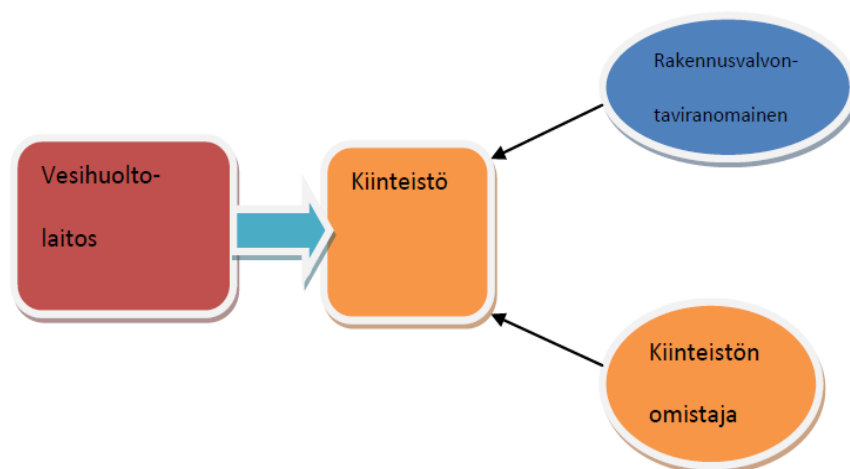 Vesihuolto-
laitos
Kiinteistö
Rakennusvalvon-
taviranomainen
Kiinteistön
omistaja